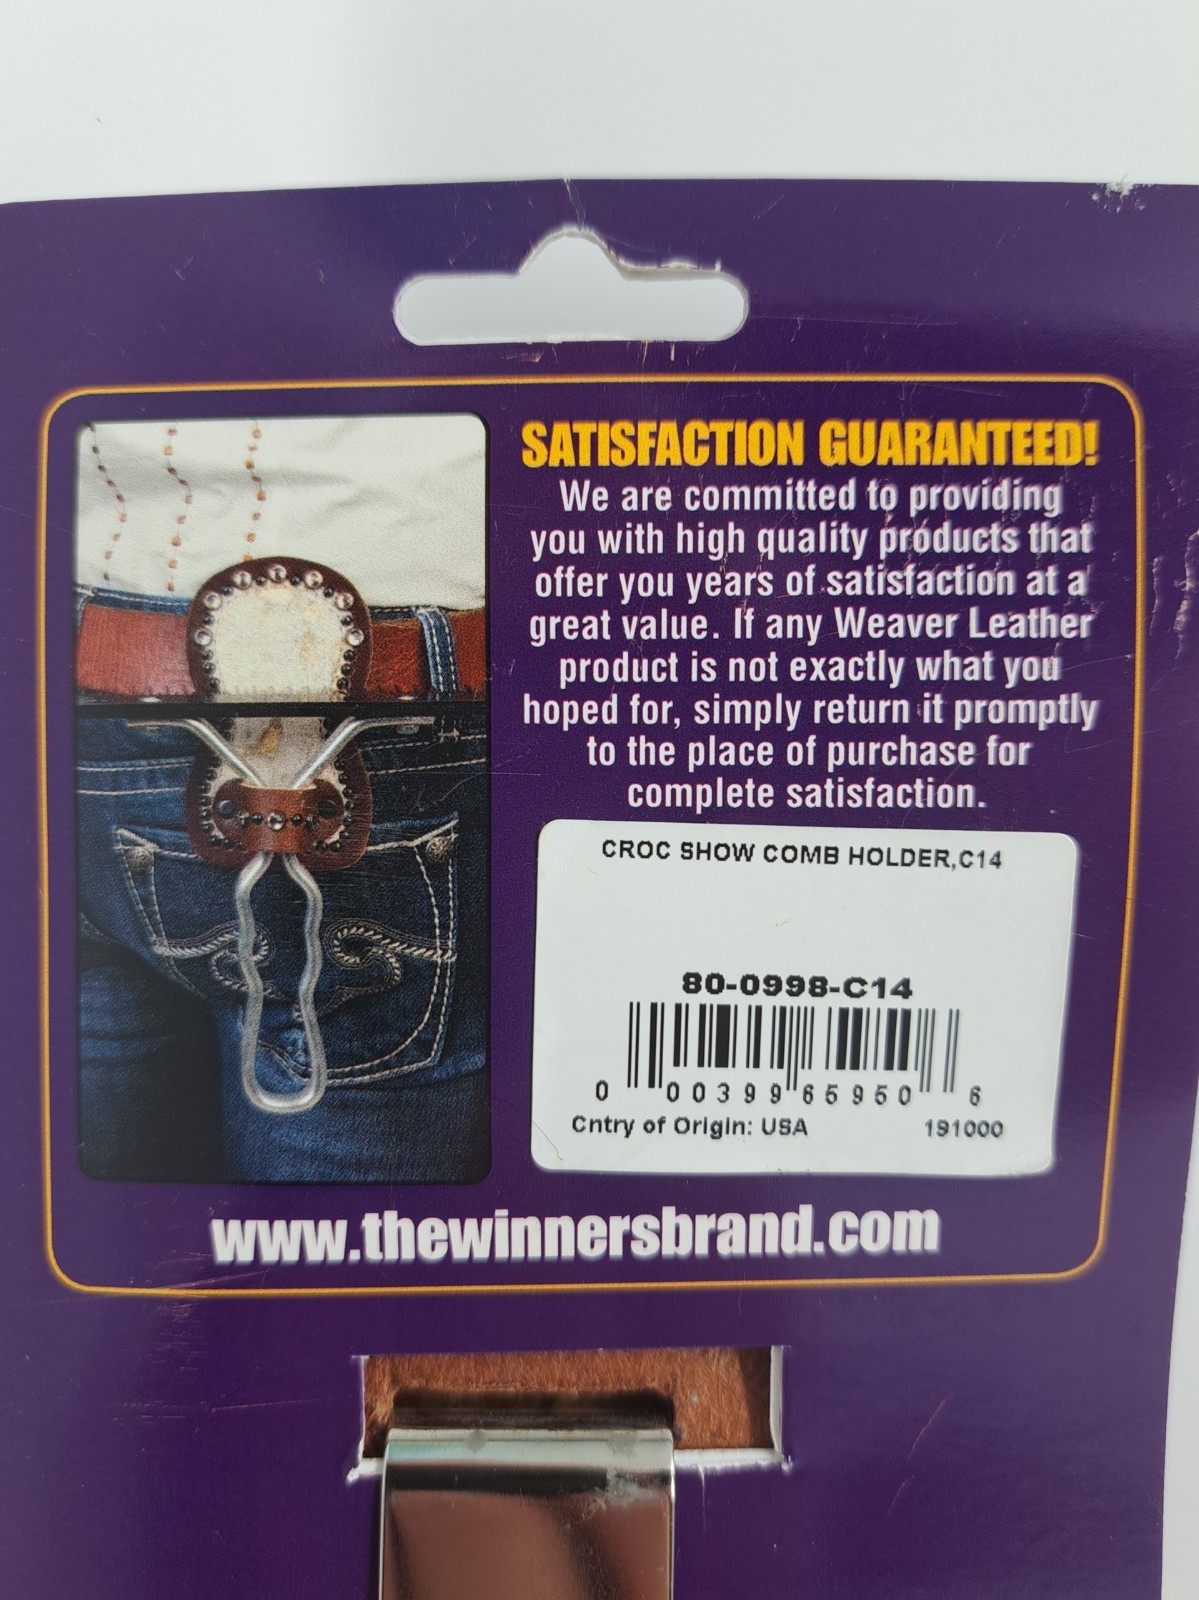 SATISFACTION GUARANTEED!
We are committed to providing
you with high quality products that
offer you years of satisfaction at a
great value. If any Weaver Leather
product is not exactly what you
hoped for, simply return it promptly
to the place of purchase for
complete satisfaction.
CROC SHOW COMB HOLDER,C14
80-0998-C14
0 00399 65950 6
Cntry of Origin: USA 191000
www.thewinnersbrand.com